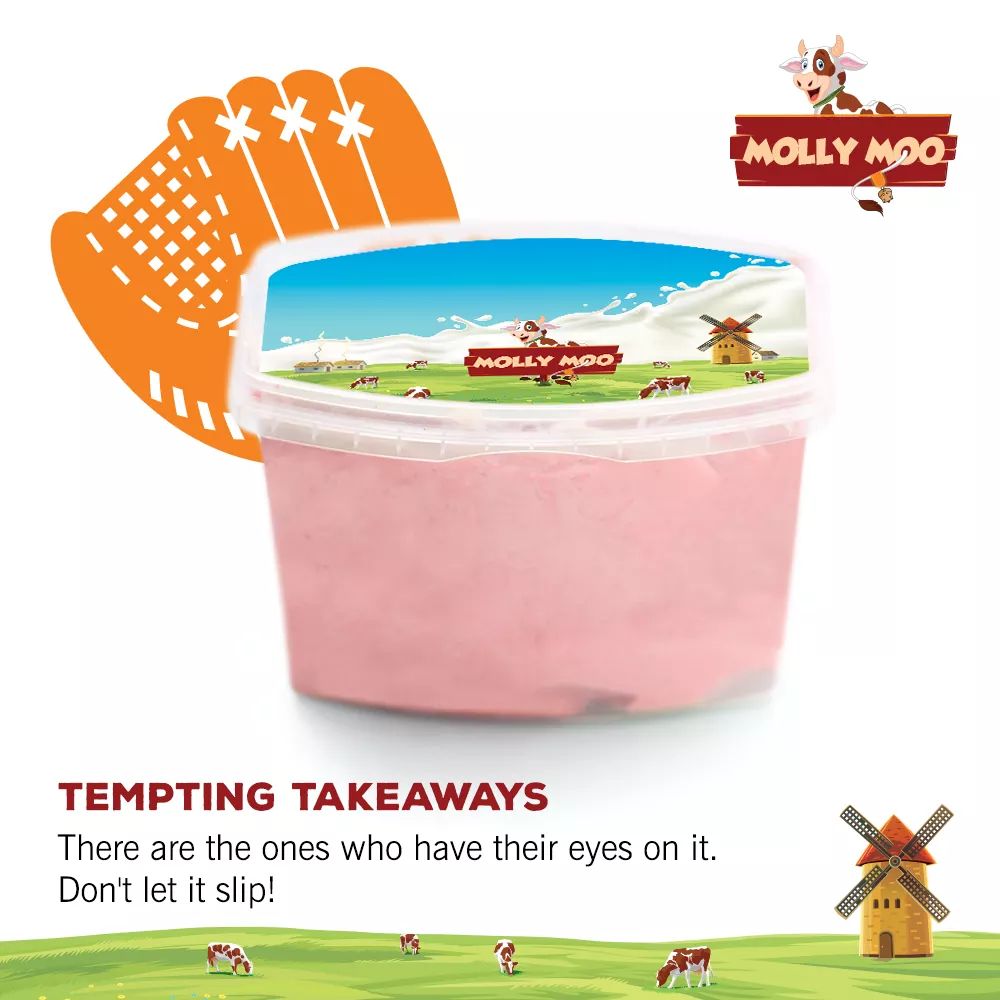 MOLLY MOO
MOLLY MOO
TEMPTING TAKEAWAYS
There are the ones who have their eyes on it.
Don't let it slip!